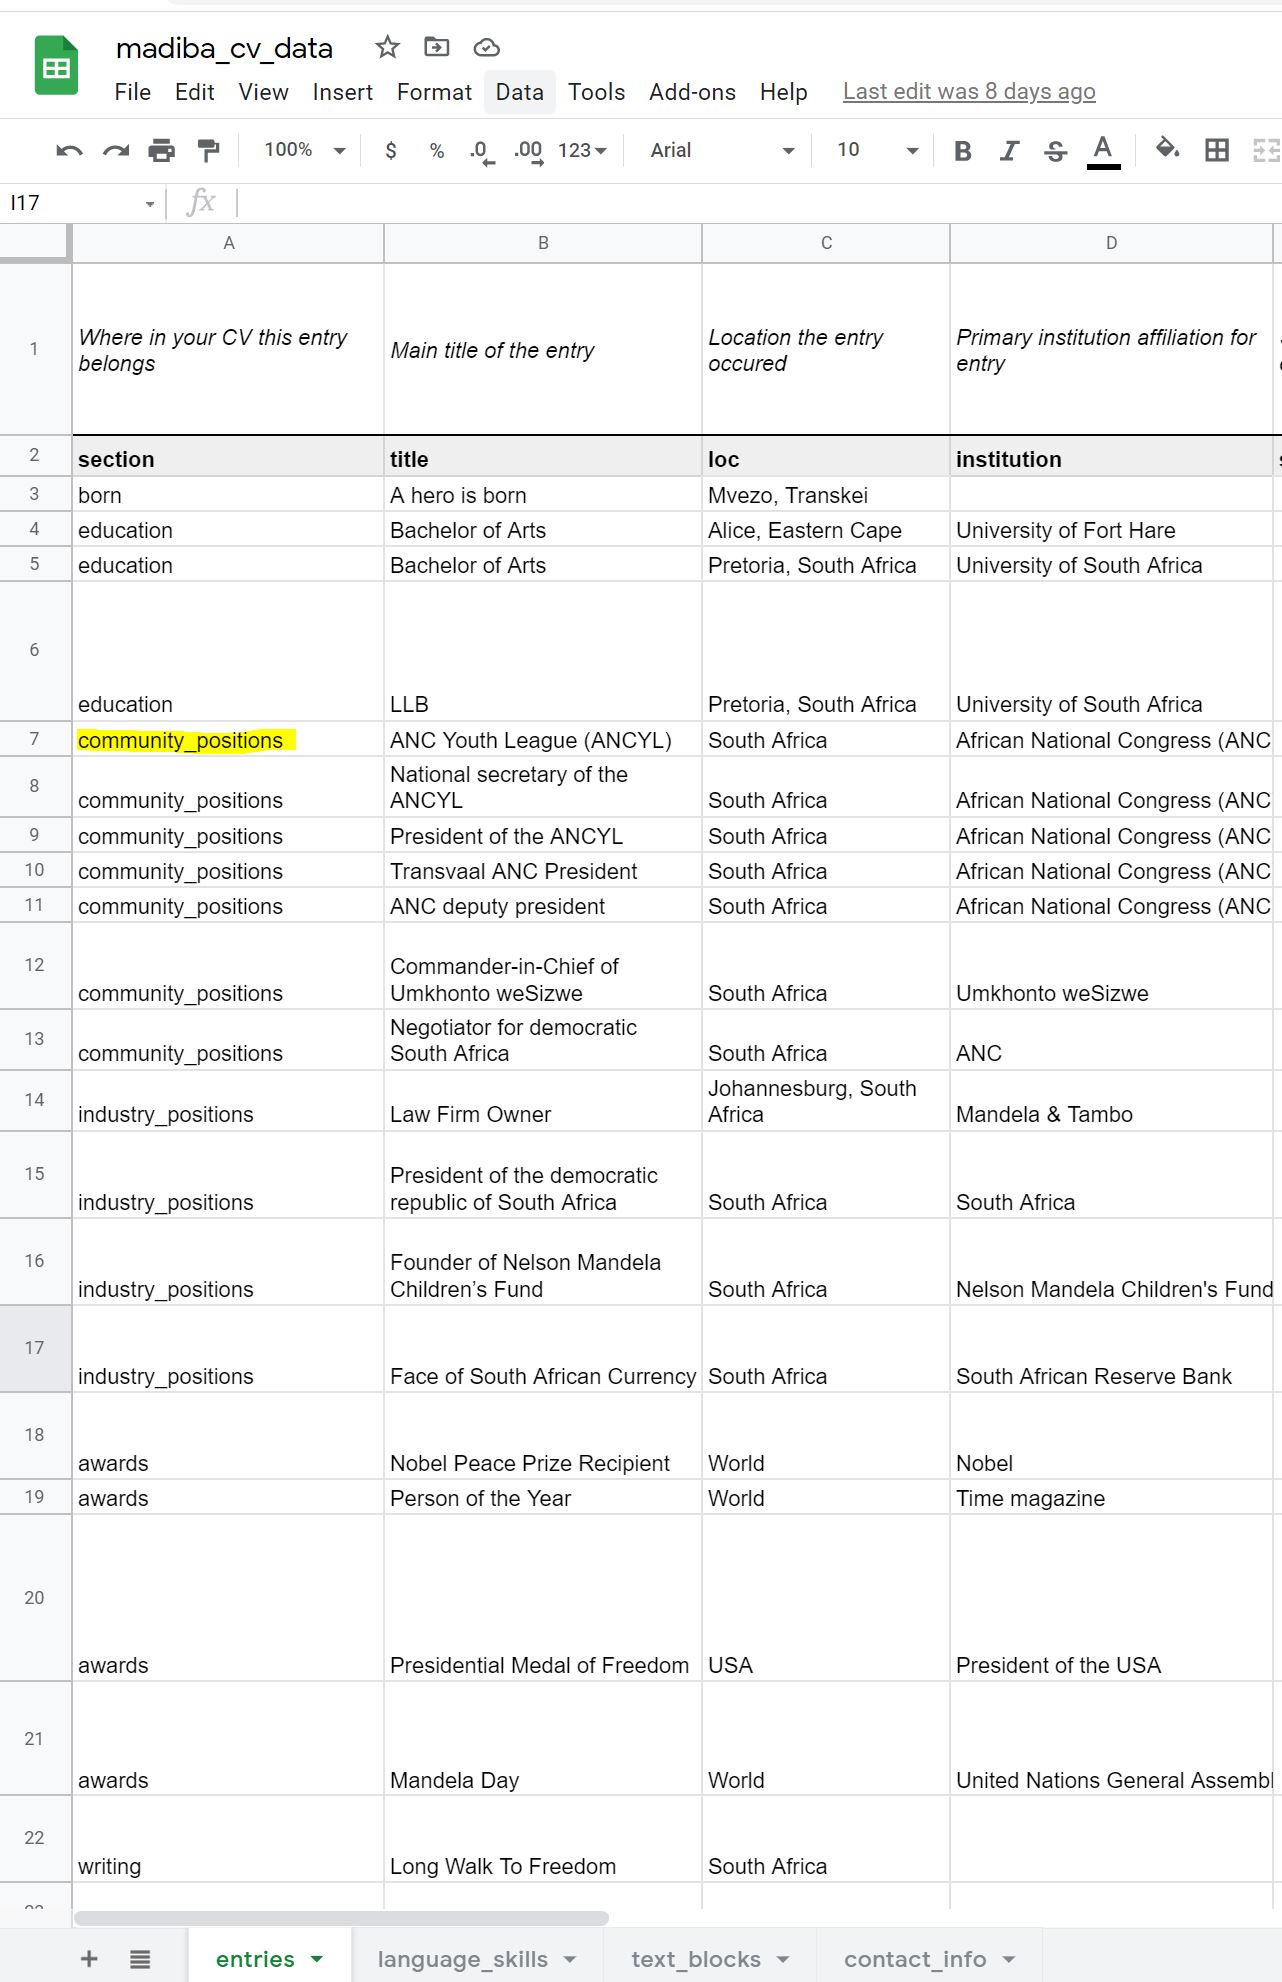 madiba_cv_data
File Edit View Insert Format Data Tools Add-ons Help Last edit was 8 days ago
100% $ % .0 .00 123 Arial 10 B I S A
I17 fx
A B C D
1 Where in your CV this entry belongs Main title of the entry Location the entry occured Primary institution affiliation for entry
2 section title loc institution
3 born A hero is born Mvezo, Transkei
4 education Bachelor of Arts Alice, Eastern Cape University of Fort Hare
5 education Bachelor of Arts Pretoria, South Africa University of South Africa
6 education LLB Pretoria, South Africa University of South Africa
7 community_positions ANC Youth League (ANCYL) South Africa African National Congress (ANC
8 community_positions National secretary of the ANCYL South Africa African National Congress (ANC
9 community_positions President of the ANCYL South Africa African National Congress (ANC
10 community_positions Transvaal ANC President South Africa African National Congress (ANC
11 community_positions ANC deputy president South Africa African National Congress (ANC
12 community_positions Commander-in-Chief of Umkhonto weSizwe South Africa Umkhonto weSizwe
13 community_positions Negotiator for democratic South Africa South Africa ANC
14 industry_positions Law Firm Owner Johannesburg, South Africa Mandela & Tambo
15 industry_positions President of the democratic republic of South Africa South Africa South Africa
16 industry_positions Founder of Nelson Mandela Children’s Fund South Africa Nelson Mandela Children's Fund
17 industry_positions Face of South African Currency South Africa South African Reserve Bank
18 awards Nobel Peace Prize Recipient World Nobel
19 awards Person of the Year World Time magazine
20 awards Presidential Medal of Freedom USA President of the USA
21 awards Mandela Day World United Nations General Assembl
22 writing Long Walk To Freedom South Africa
entries language_skills text_blocks contact_info